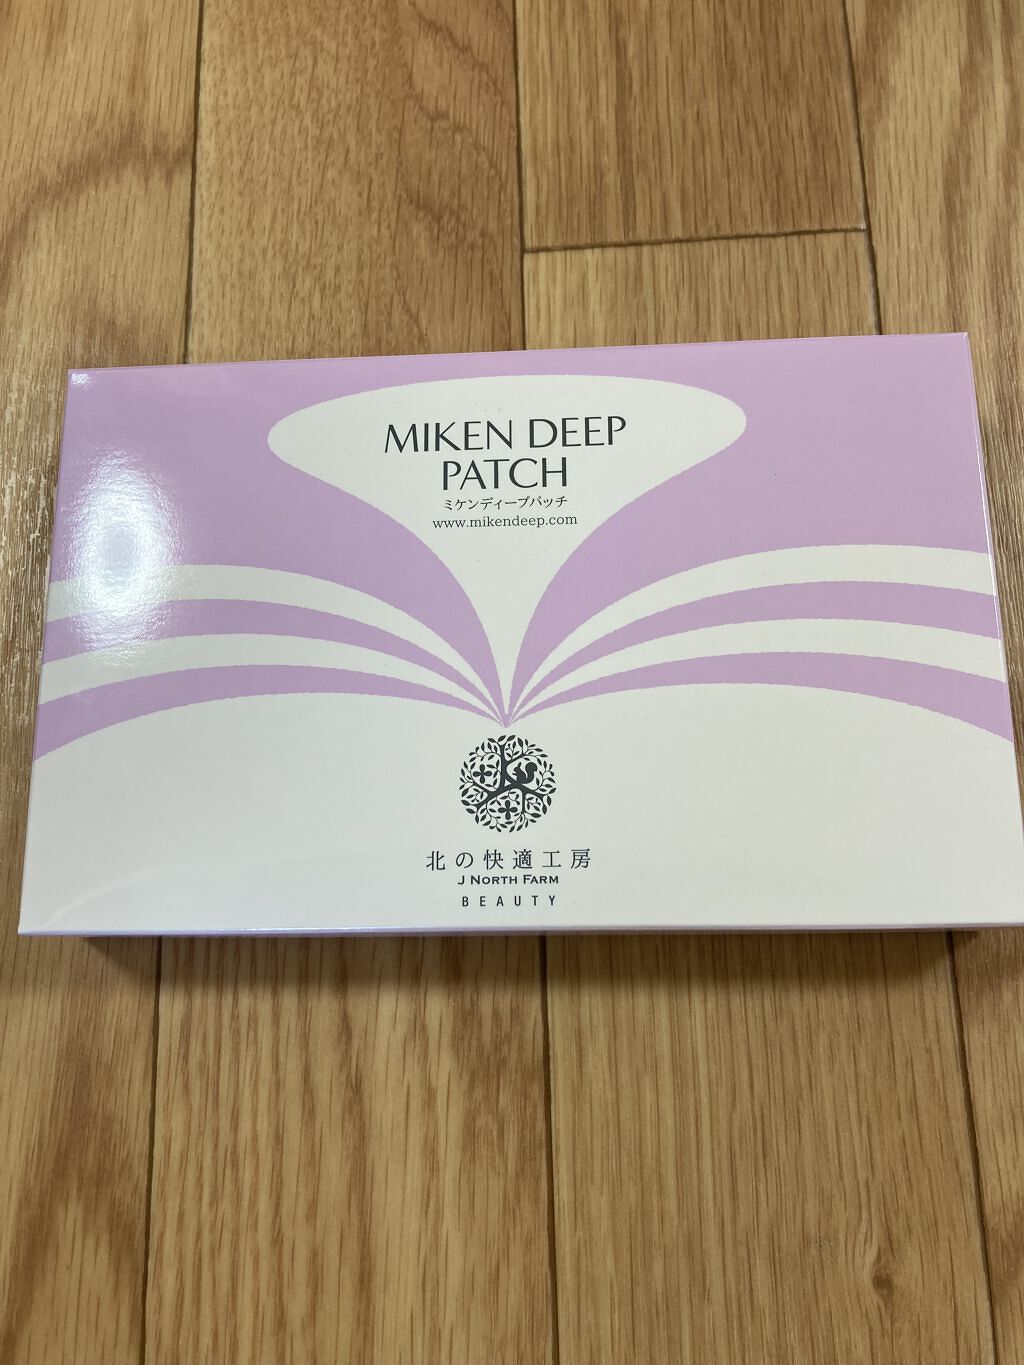 MIKEN DEEP
PATCH
ミケンディープパッチ
www.mikendeep.com
北の快適工房
J NORTH FARM
BEAUTY